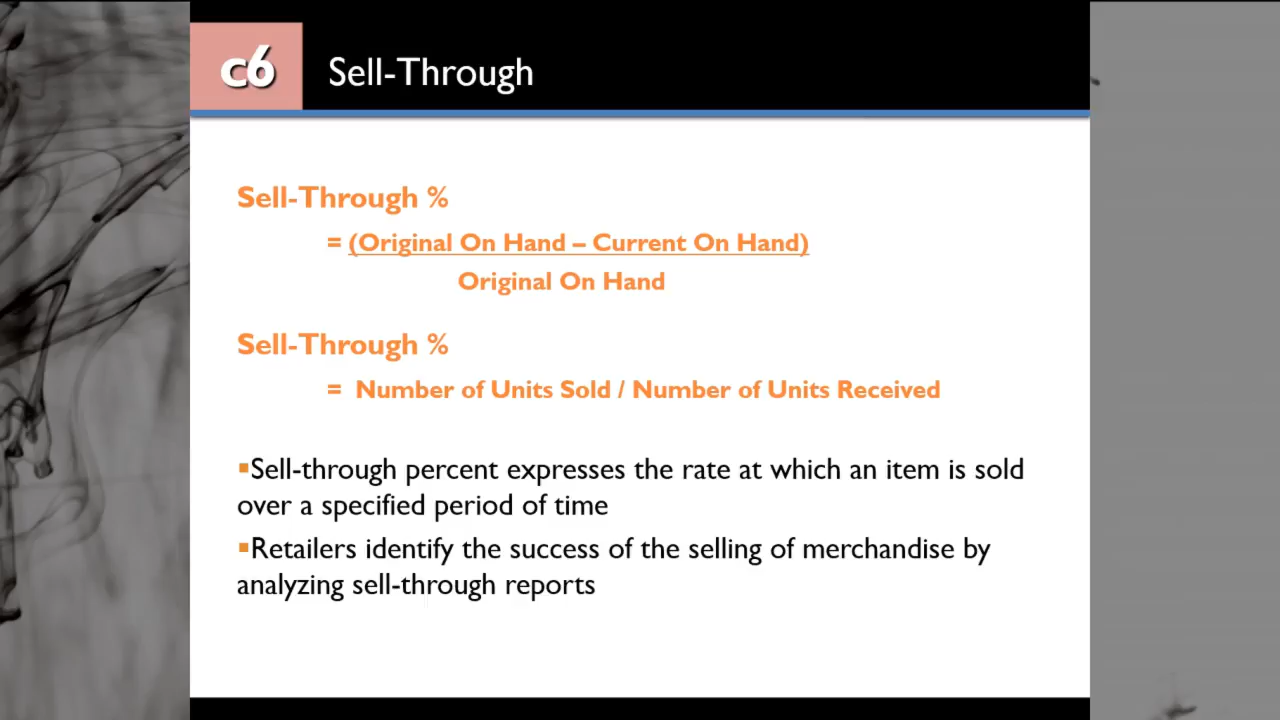 c6
Sell-Through
Sell-Through %
= (Original On Hand – Current On Hand)
Original On Hand
Sell-Through %
= Number of Units Sold / Number of Units Received
▪Sell-through percent expresses the rate at which an item is sold
over a specified period of time
▪Retailers identify the success of the selling of merchandise by
analyzing sell-through reports